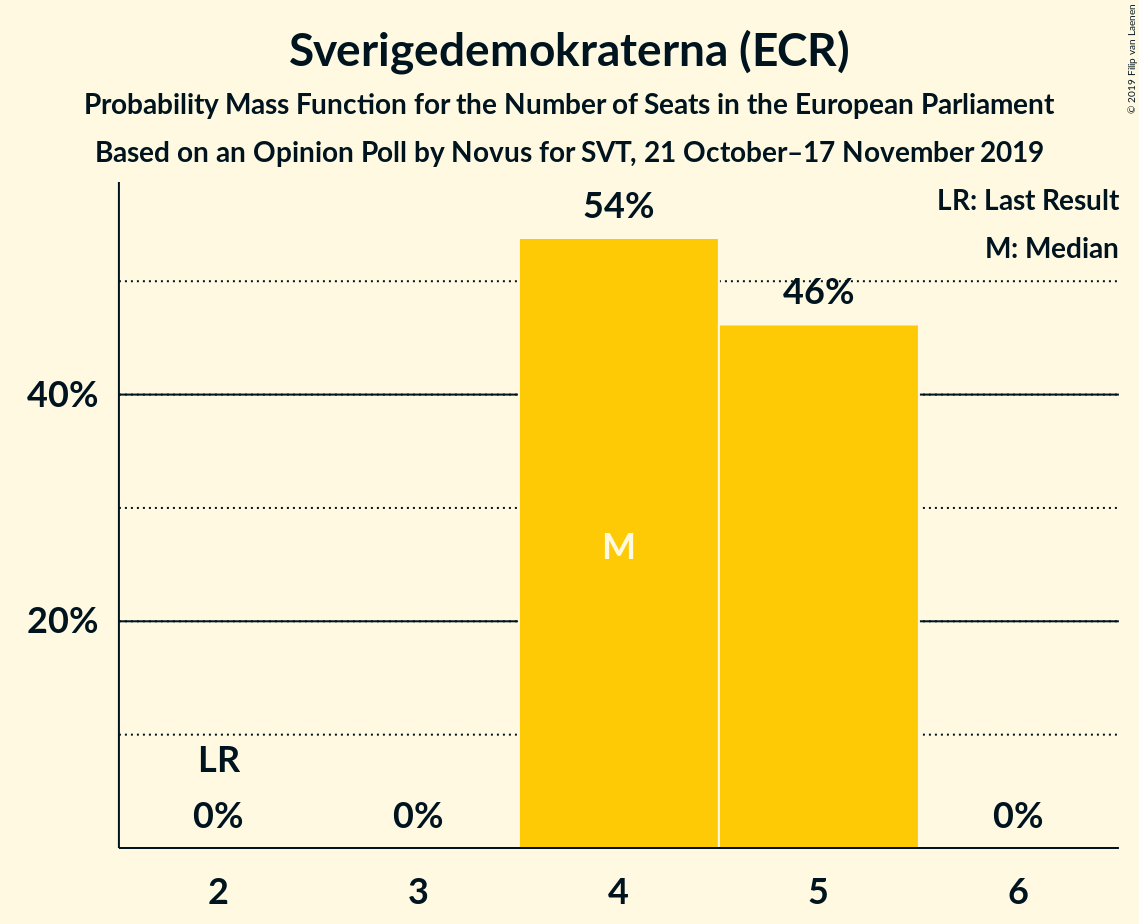 Sverigedemokraterna (ECR)
Probability Mass Function for the Number of Seats in the European Parliament
Based on an Opinion Poll by Novus for SVT, 21 October–17 November 2019
© 2019 Filip van Laenen
LR: Last Result
M: Median
54%
46%
40%
M
20%
LR
0%
0%
0%
2
3
4
5
6